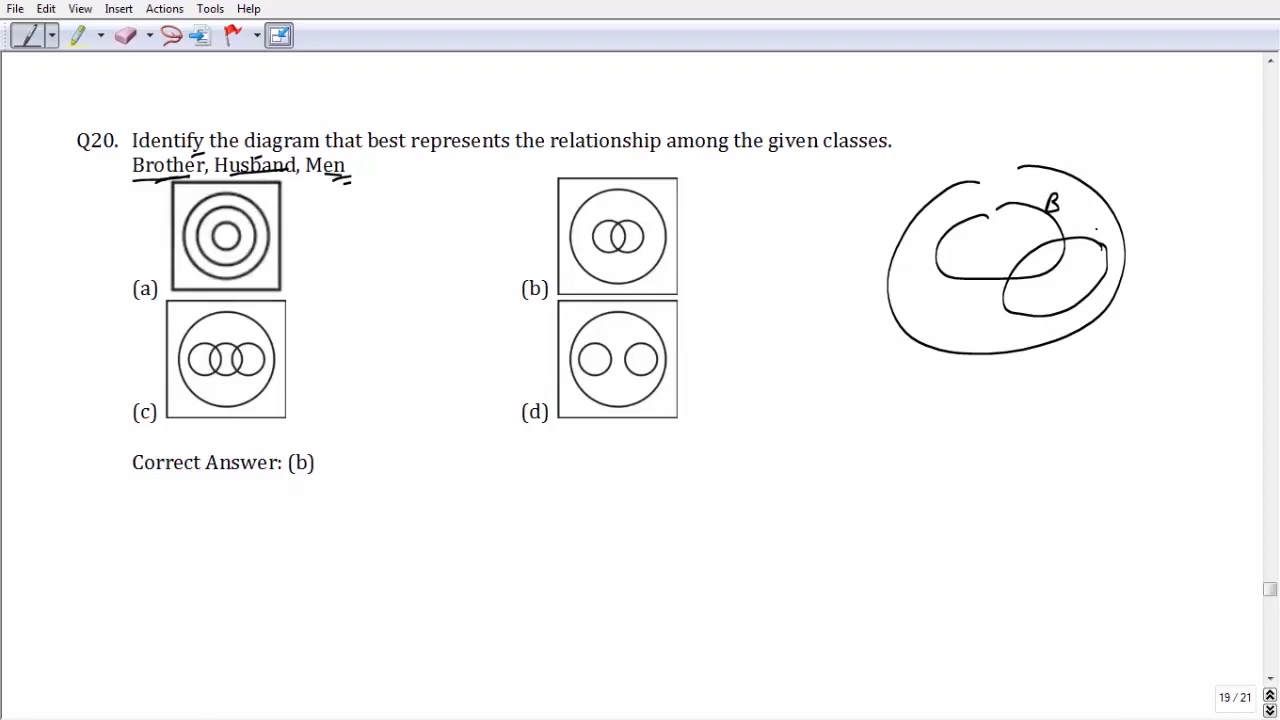 File Edit View Insert Actions Tools Help
Q20. Identify the diagram that best represents the relationship among the given classes.
Brother, Husband, Men
B
(a)
(b)
(c)
(d)
Correct Answer: (b)
19 / 21